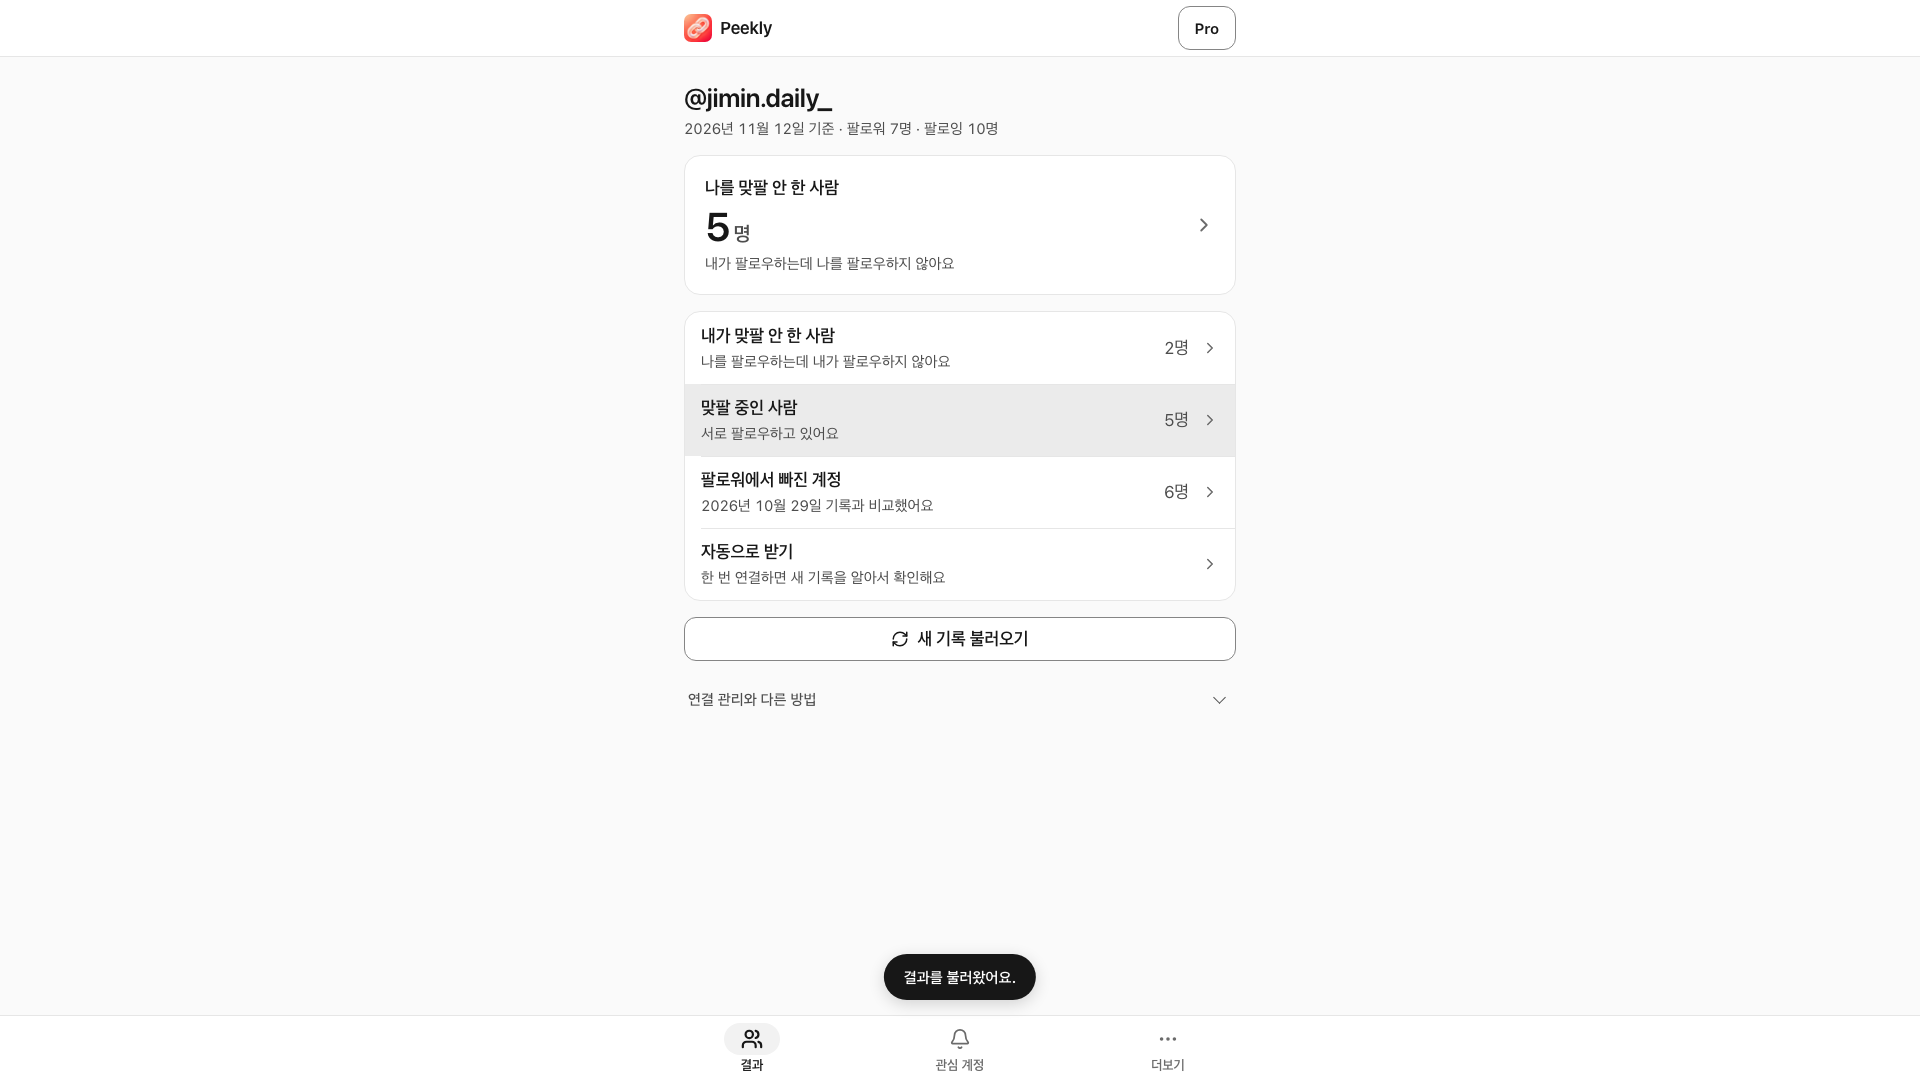 Peekly
Pro
@jimin.daily_
2026년 11월 12일 기준 · 팔로워 7명 · 팔로잉 10명
나를 맞팔 안 한 사람
5명
내가 팔로우하는데 나를 팔로우하지 않아요
내가 맞팔 안 한 사람
나를 팔로우하는데 내가 팔로우하지 않아요
2명
맞팔 중인 사람
서로 팔로우하고 있어요
5명
팔로워에서 빠진 계정
2026년 10월 29일 기록과 비교했어요
6명
자동으로 받기
한 번 연결하면 새 기록을 알아서 확인해요
새 기록 불러오기
연결 관리와 다른 방법
결과를 불러왔어요.
결과
관심 계정
더보기